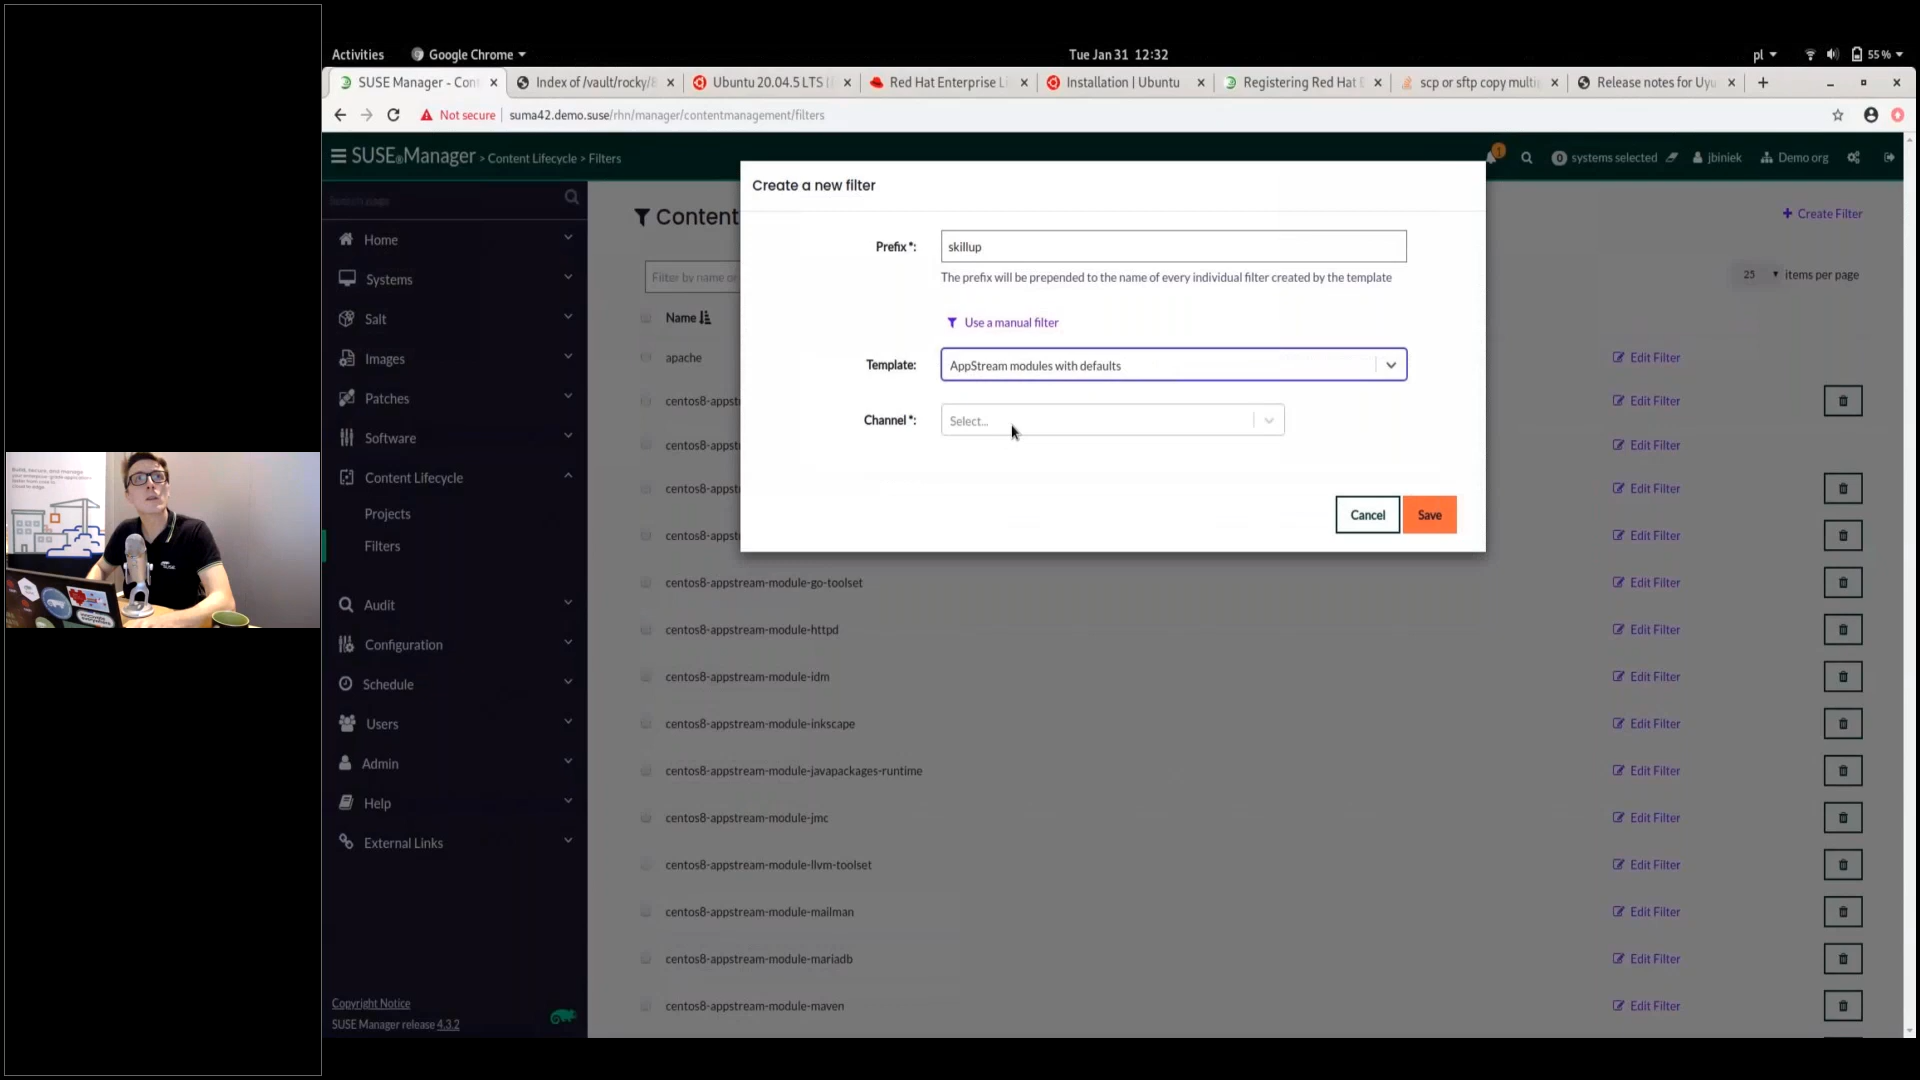 Activities
Google Chrome
Tue Jan 31 12:32
pl
55 %
SUSE Manager - Con
Index of /vault/rocky/8
Ubuntu 20.04.5 LTS (
Red Hat Enterprise Li
Installation | Ubuntu
Registering Red Hat E
scp or sftp copy multi
Release notes for Uyu
Not secure
suma42.demo.suse/rhn/manager/contentmanagement/filters
SUSE®Manager > Content Lifecycle > Filters
1
0 systems selected
jbiniek
Demo org
Search page
Home
Systems
Salt
Images
Patches
Software
Content Lifecycle
Projects
Filters
Audit
Configuration
Schedule
Users
Admin
Help
External Links
Copyright Notice
SUSE Manager release 4.3.2
Content
Create Filter
Filter by name or
25 items per page
Name
Create a new filter
Prefix *:
skillup
The prefix will be prepended to the name of every individual filter created by the template
Use a manual filter
Template:
AppStream modules with defaults
Channel *:
Select...
Cancel
Save
apache
Edit Filter
centos8-appst
Edit Filter
centos8-appst
Edit Filter
centos8-appst
Edit Filter
centos8-appst
Edit Filter
centos8-appstream-module-go-toolset
Edit Filter
centos8-appstream-module-httpd
Edit Filter
centos8-appstream-module-idm
Edit Filter
centos8-appstream-module-inkscape
Edit Filter
centos8-appstream-module-javapackages-runtime
Edit Filter
centos8-appstream-module-jmc
Edit Filter
centos8-appstream-module-llvm-toolset
Edit Filter
centos8-appstream-module-mailman
Edit Filter
centos8-appstream-module-mariadb
Edit Filter
centos8-appstream-module-maven
Edit Filter